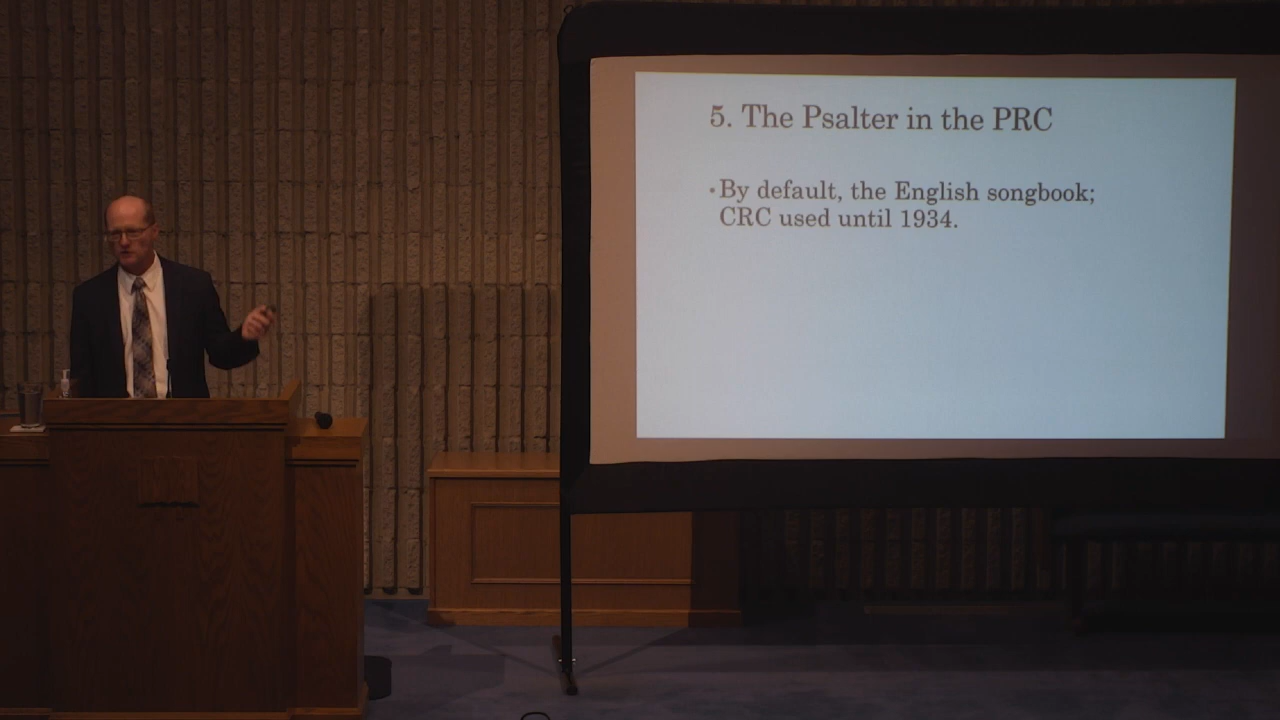 5. The Psalter in the PRC
•By default, the English songbook;
CRC used until 1934.